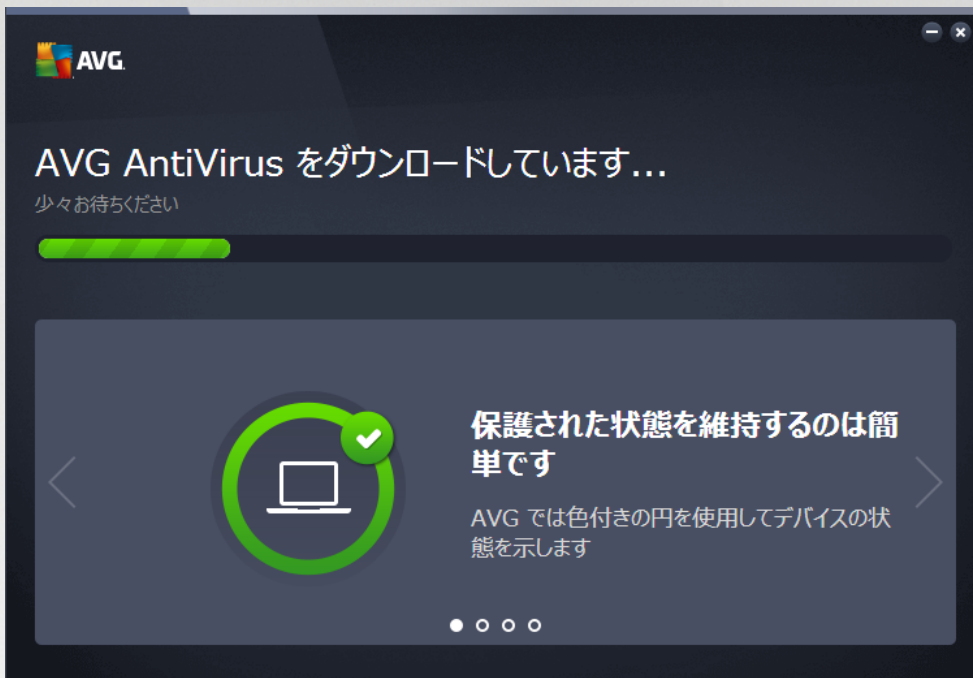 AVG
AVG AntiVirus をダウンロードしています...
少々お待ちください
保護された状態を維持するのは簡
単です
AVG では色付きの円を使用してデバイスの状
態を示します